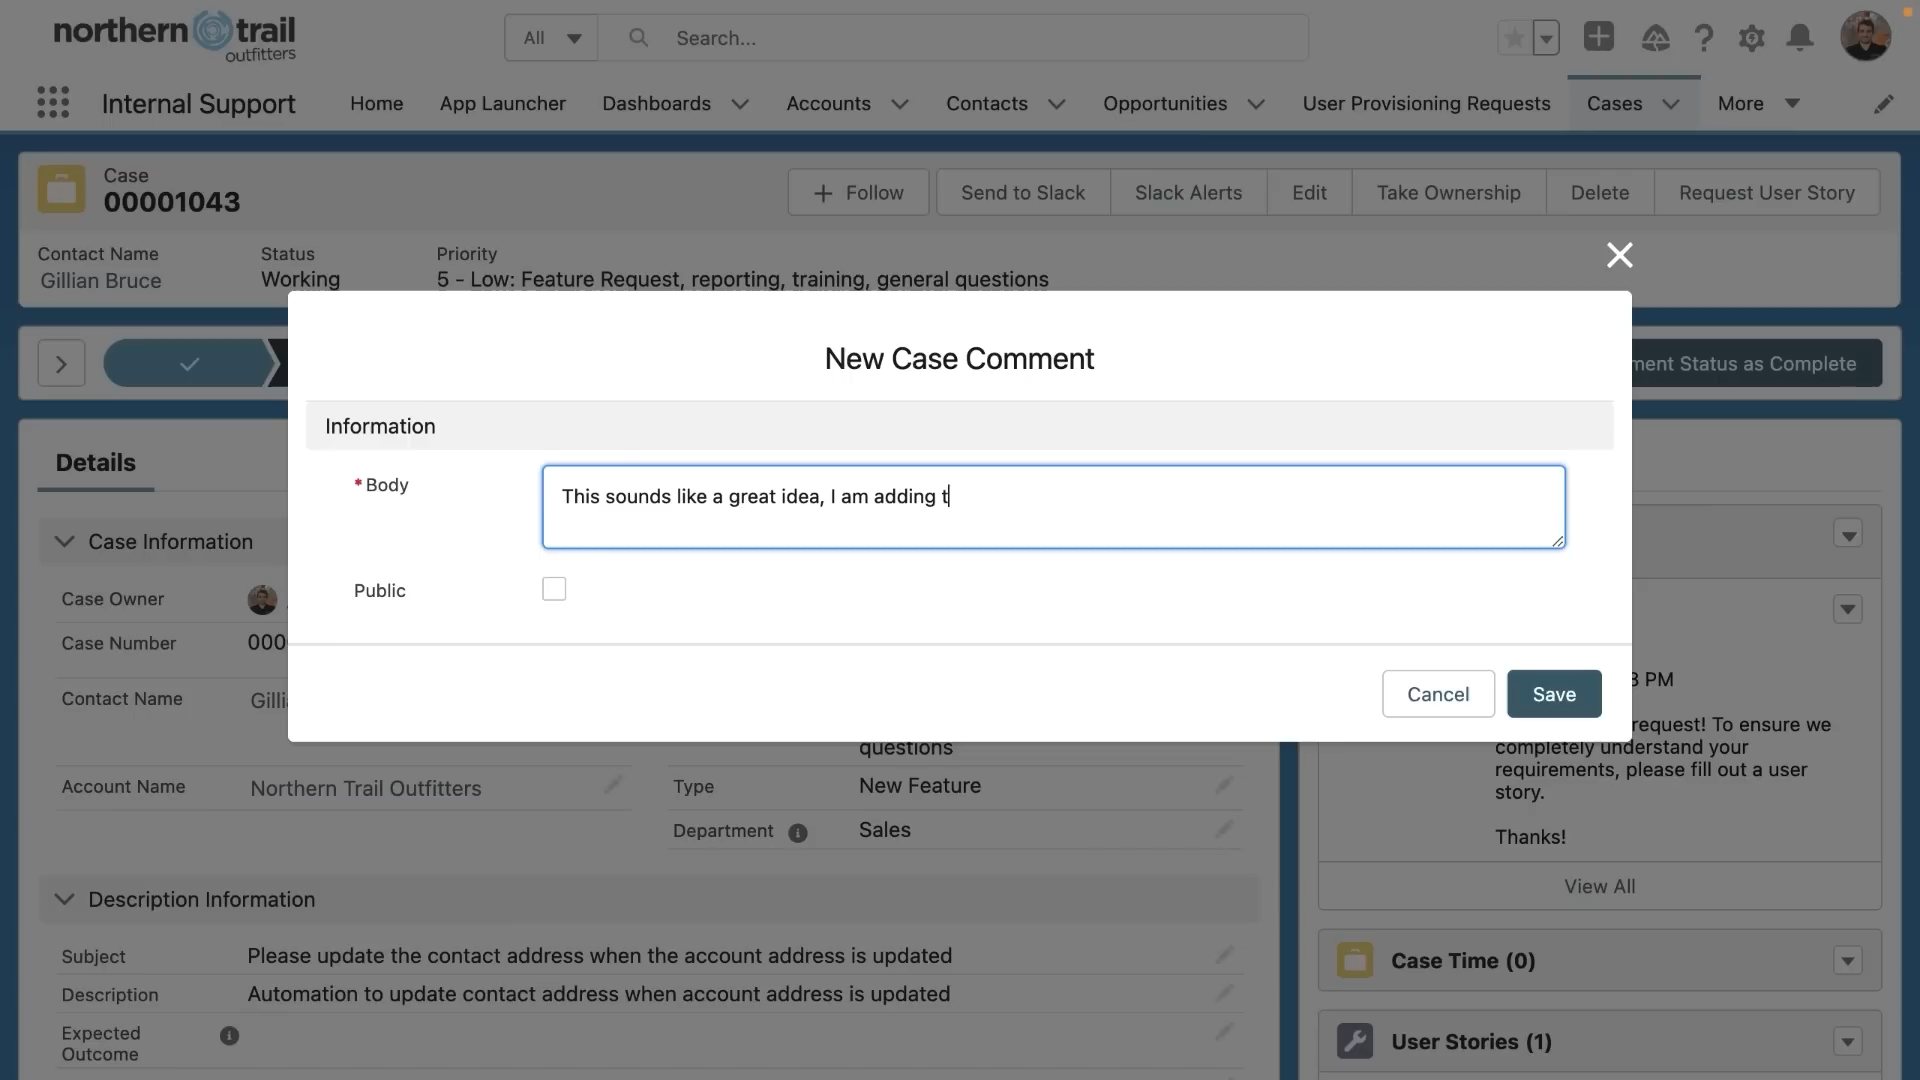 northern trail
outfitters
All
Search...
Internal Support
Home
App Launcher
Dashboards
Accounts
Contacts
Opportunities
User Provisioning Requests
Cases
More
Case
00001043
Follow
Send to Slack
Slack Alerts
Edit
Take Ownership
Delete
Request User Story
Contact Name
Gillian Bruce
Status
Working
Priority
5 - Low: Feature Request, reporting, training, general questions
Status as Complete
New Case Comment
Information
*Body
This sounds like a great idea, I am adding t
Public
Cancel
Save
Details
Case Information
Case Owner
Case Number
000
Contact Name
Gilli
questions
Account Name
Northern Trail Outfitters
Type
New Feature
Department
Sales
Description Information
Subject
Please update the contact address when the account address is updated
Description
Automation to update contact address when account address is updated
Expected
Outcome
PM
request! To ensure we
completely understand your
requirements, please fill out a user
story.
Thanks!
View All
Case Time (0)
User Stories (1)